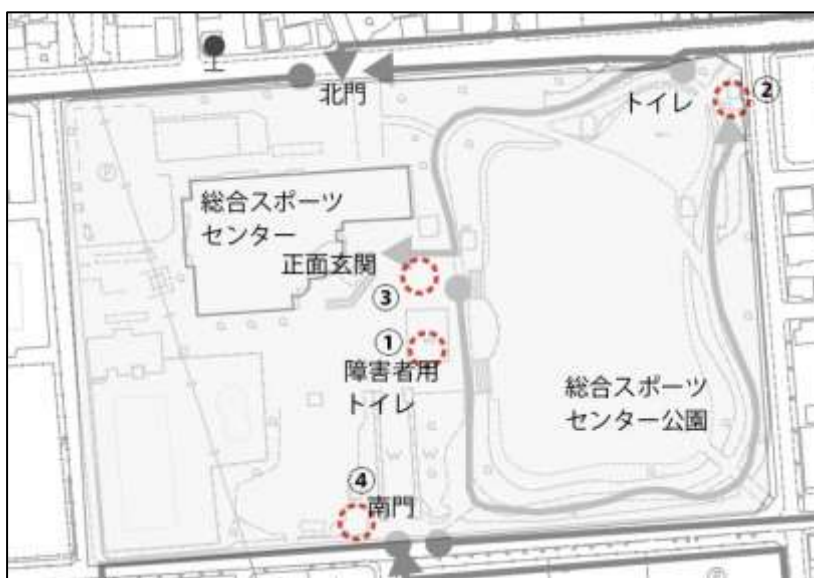 北門
トイレ
②
総合スポーツ
センター
正面玄関
③
①
障害者用
トイレ
総合スポーツ
センター公園
④
南門